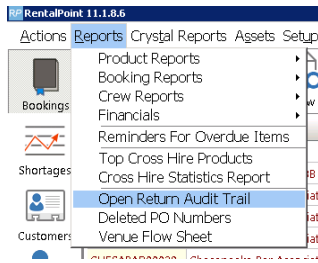 RP RentalPoint 11.1.8.6
Actions Reports Crystal Reports Assets Setup
Product Reports
Booking Reports
Crew Reports
Financials
Reminders For Overdue Items
Top Cross Hire Products
Cross Hire Statistics Report
Open Return Audit Trail
Deleted PO Numbers
Venue Flow Sheet
Bookings
Shortages
Customers